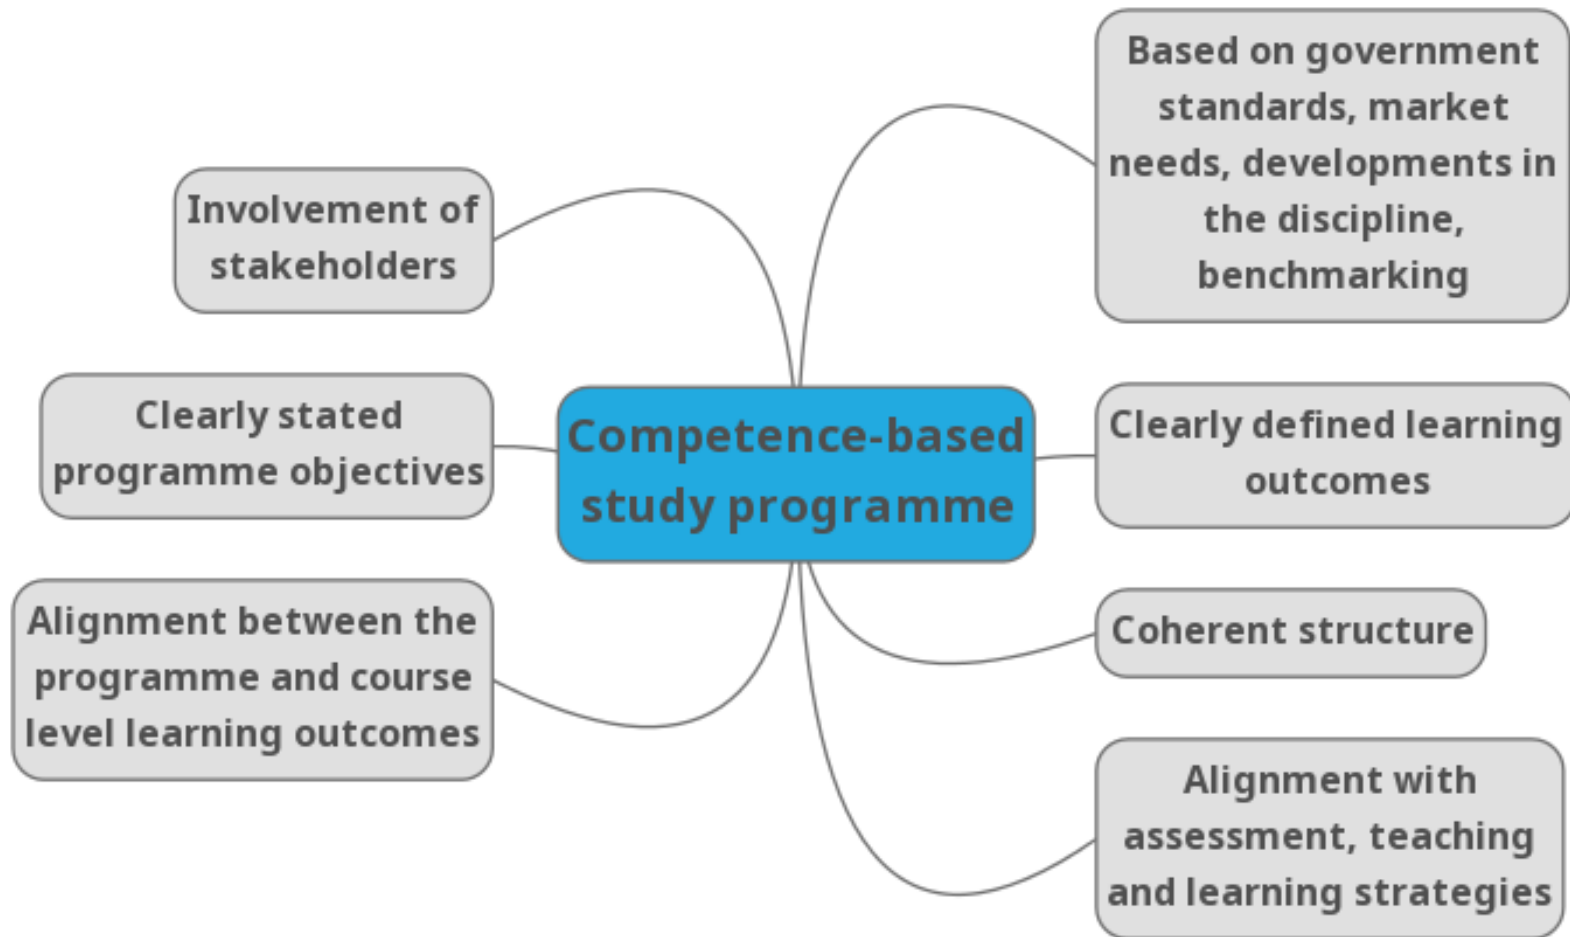 Based on government
standards, market
needs, developments in
the discipline,
benchmarking
Involvement of
stakeholders
Clearly stated
programme objectives
Competence-based
study programme
Clearly defined learning
outcomes
Alignment between the
programme and course
level learning outcomes
Coherent structure
Alignment with
assessment, teaching
and learning strategies